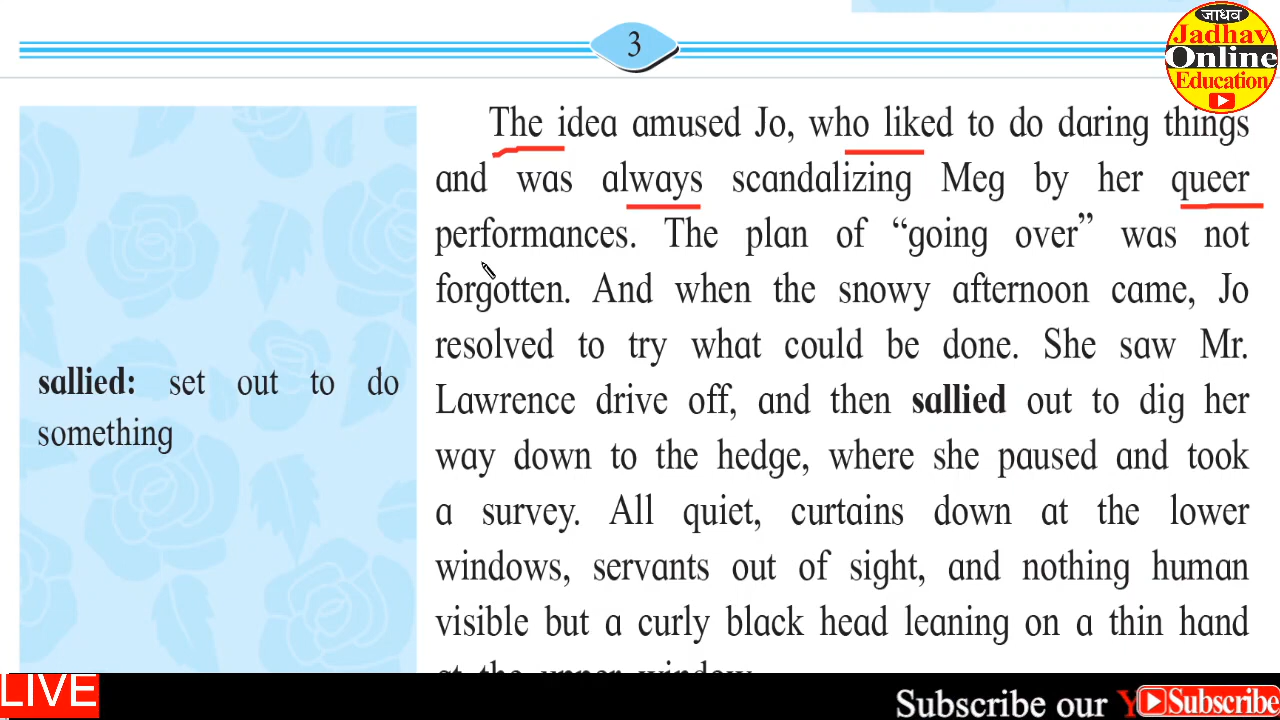 3
जाधव
Jadhav
Online
Education
The idea amused Jo, who liked to do daring things
and was always scandalizing Meg by her queer
performances. The plan of “going over” was not
forgotten. And when the snowy afternoon came, Jo
resolved to try what could be done. She saw Mr.
Lawrence drive off, and then sallied out to dig her
way down to the hedge, where she paused and took
a survey. All quiet, curtains down at the lower
windows, servants out of sight, and nothing human
visible but a curly black head leaning on a thin hand
at the upper window.
sallied: set out to do
something
LIVE
Subscribe our Y
Subscribe